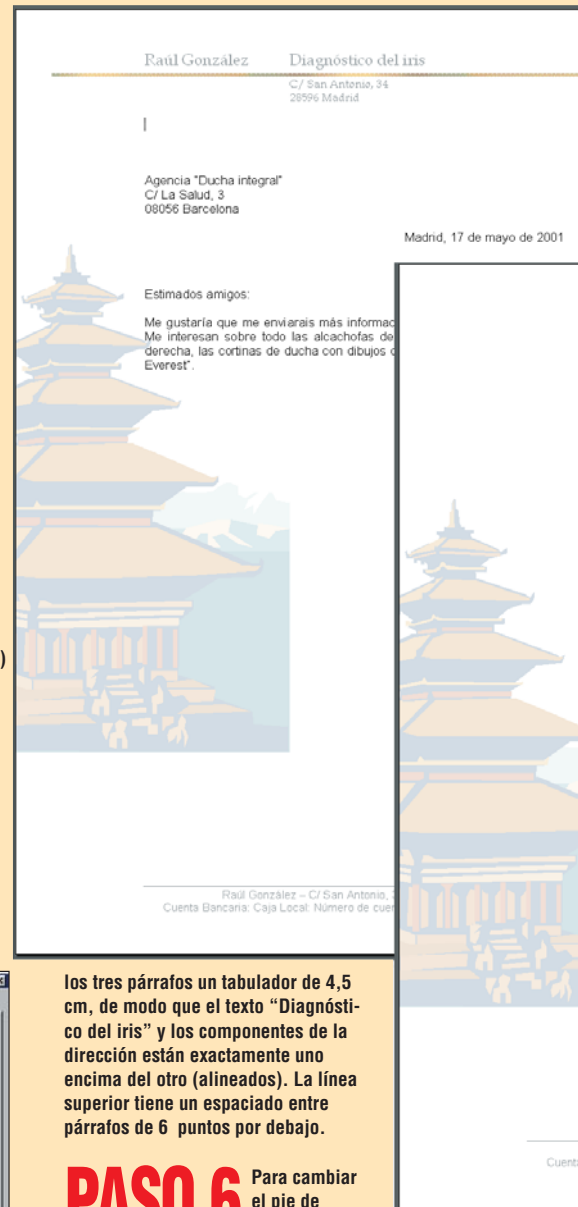 Raúl González Diagnóstico del iris
C/ San Antonio, 34
28596 Madrid
Agencia "Ducha integral"
C/ La Salud, 3
08056 Barcelona
Madrid, 17 de mayo de 2001
Estimados amigos:
Me gustaría que me enviarais más informac
Me interesan sobre todo las alcachofas de
derecha, las cortinas de ducha con dibujos
Everest".
)
Raúl González – C/ San Antonio,
Cuenta Bancaria: Caja Local: Número de cuen
los tres párrafos un tabulador de 4,5
cm, de modo que el texto “Diagnósti-
co del iris” y los componentes de la
dirección están exactamente uno
encima del otro (alineados). La línea
superior tiene un espaciado entre
párrafos de 6 puntos por debajo.
PASO 6 Para cambiar
el pie de
Cuenta